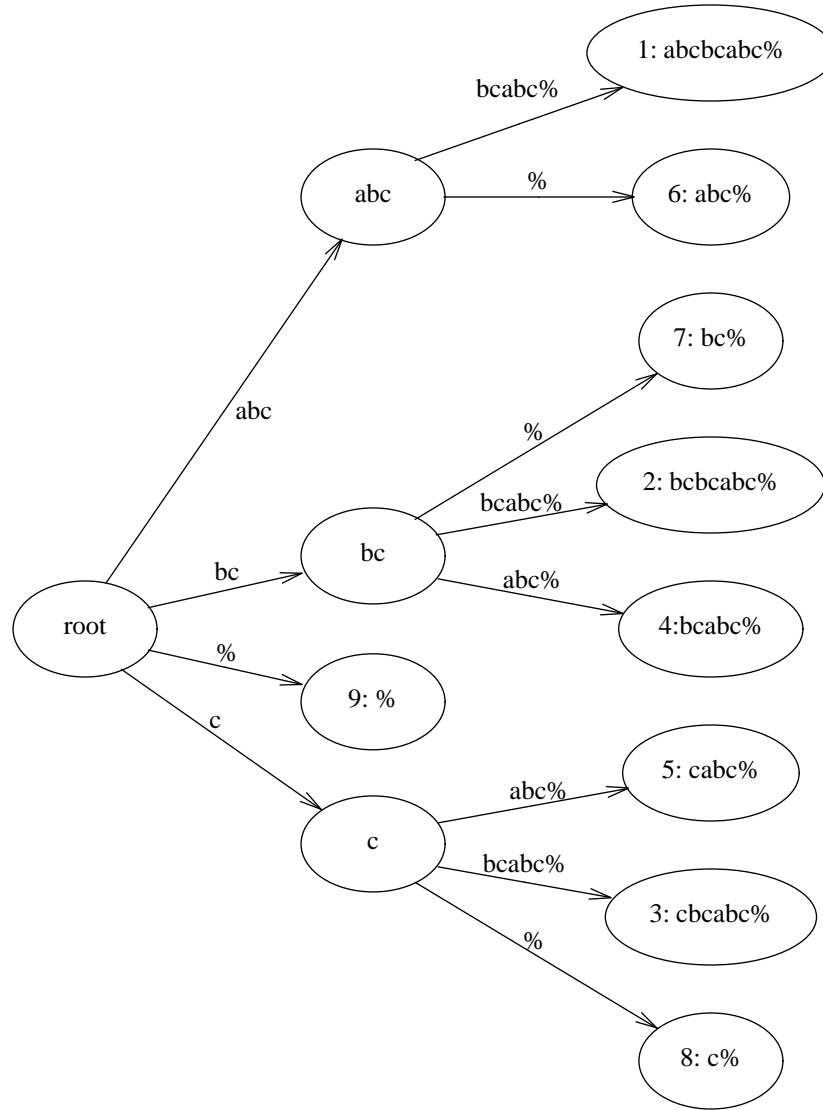 1: abcbcabc%
bcabc%
abc
%
6: abc%
7: bc%
abc
%
2: bcbcabc%
bcabc%
bc
bc
abc%
root
4:bcabc%
%
9: %
c
5: cabc%
abc%
c
bcabc%
3: cbcabc%
%
8: c%